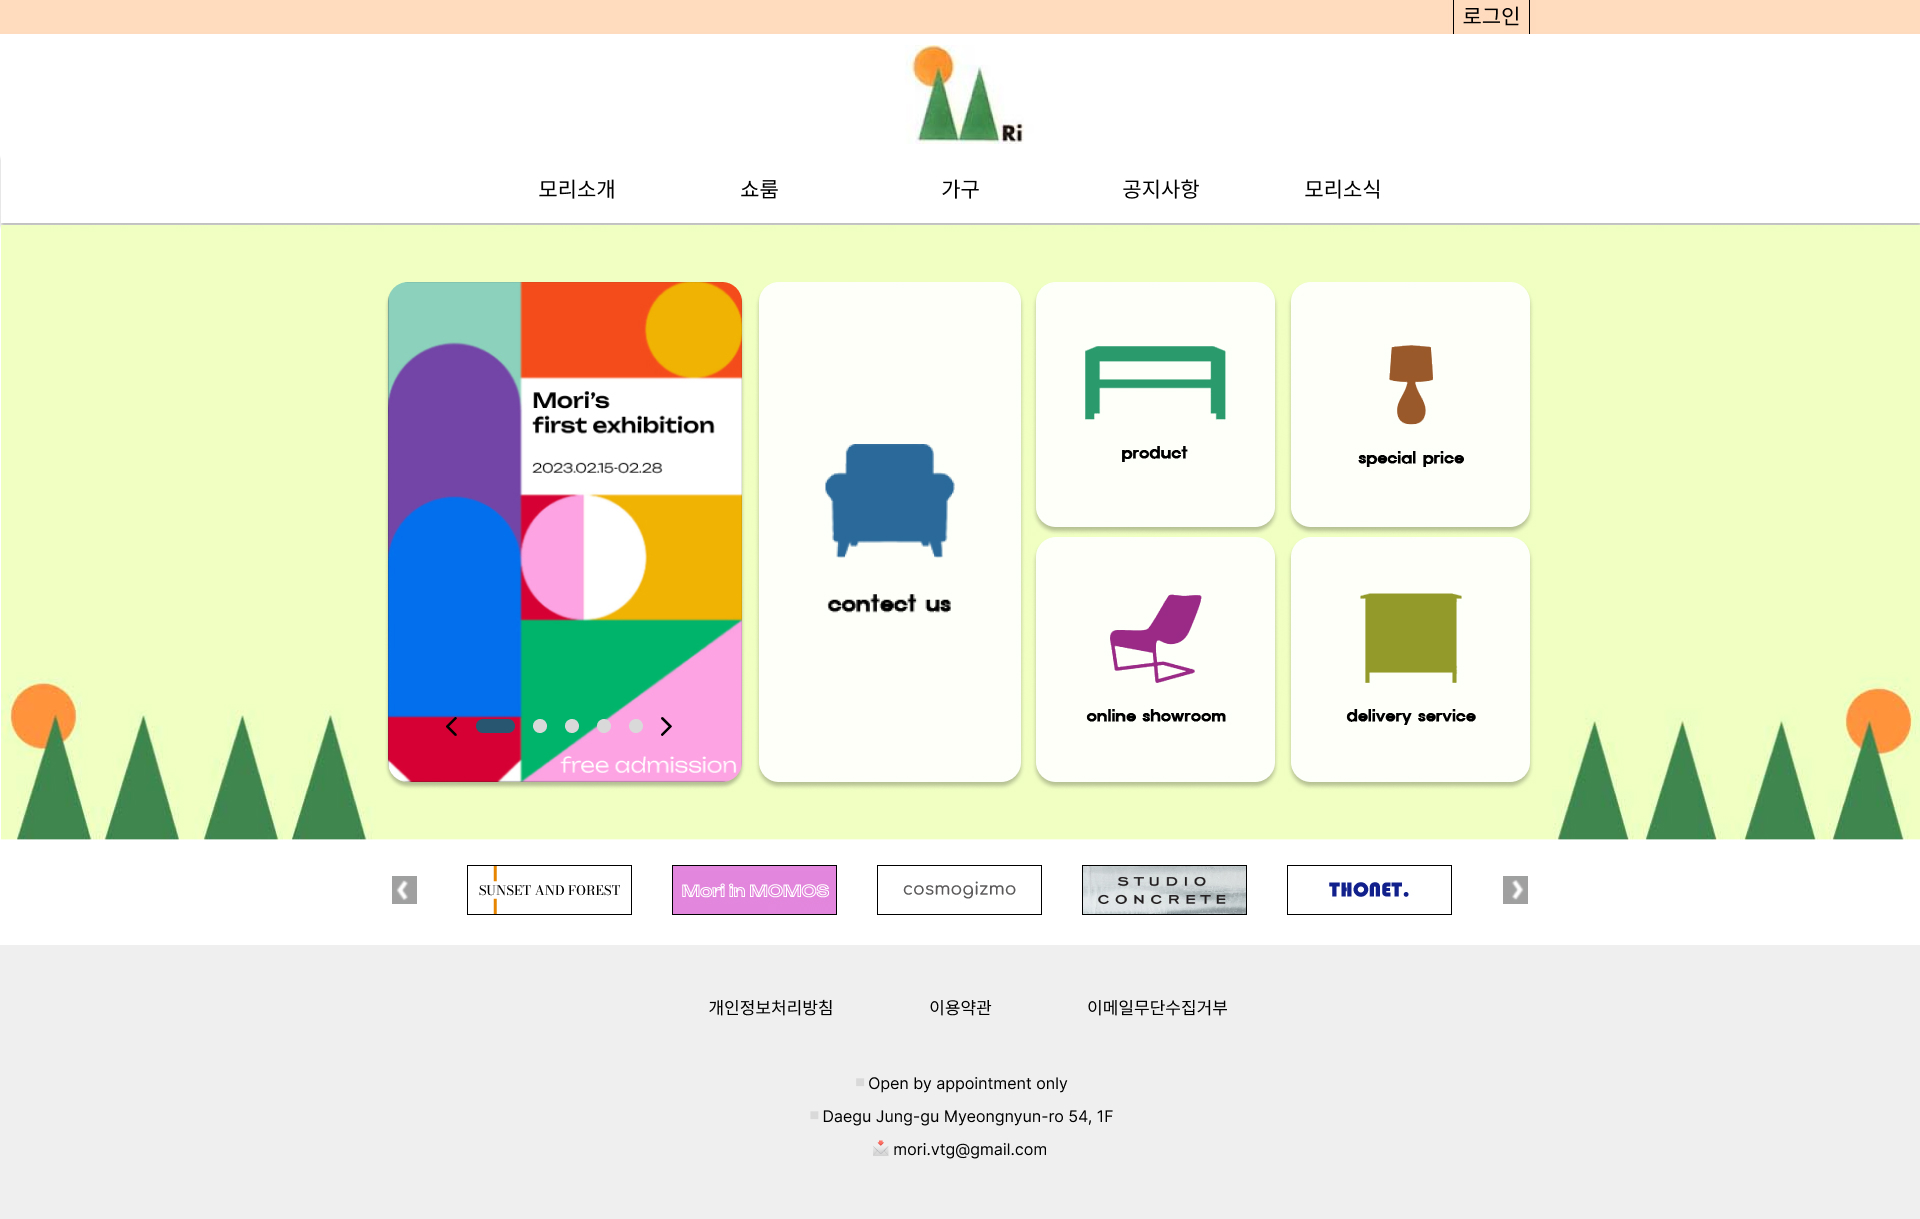 로그인
Ri
모리소개
쇼룸
가구
공지사항
모리소식
Mori's
first exhibition
2023.02.15-02.28
free admission
contect us
product
special price
online showroom
delivery service
SUNSET AND FOREST
Mori in MOMOS
cosmogizmo
STUDIO
CONCRETE
THONET.
개인정보처리방침
이용약관
이메일무단수집거부
Open by appointment only
Daegu Jung-gu Myeongnyun-ro 54, 1F
mori.vtg@gmail.com